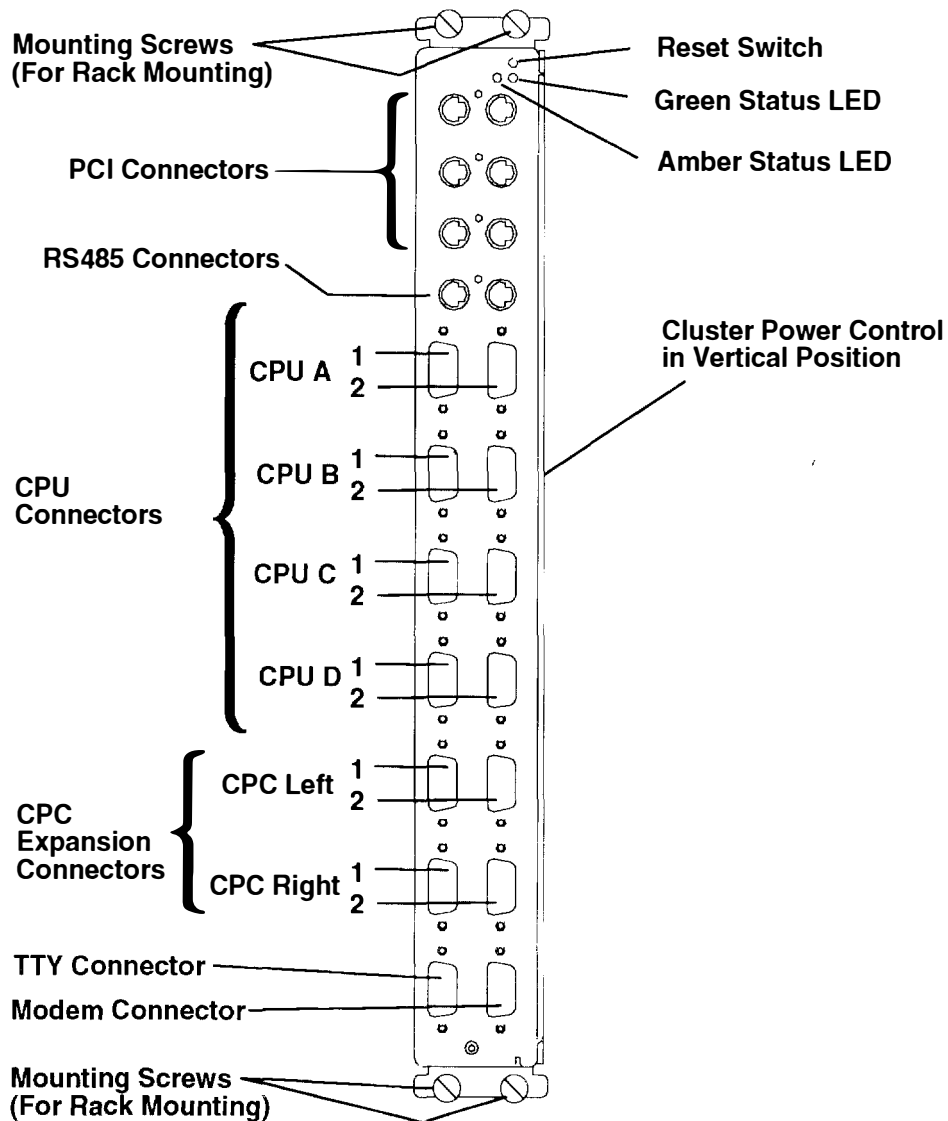 Mounting Screws
(For Rack Mounting)
Reset Switch
Green Status LED
Amber Status LED
PCI Connectors
RS485 Connectors
Cluster Power Control
in Vertical Position
CPU
Connectors
CPU A
1
2
CPU B
1
2
CPU C
1
2
CPU D
1
2
CPC
Expansion
Connectors
CPC Left
1
2
CPC Right
1
2
TTY Connector
Modem Connector
Mounting Screws
(For Rack Mounting)